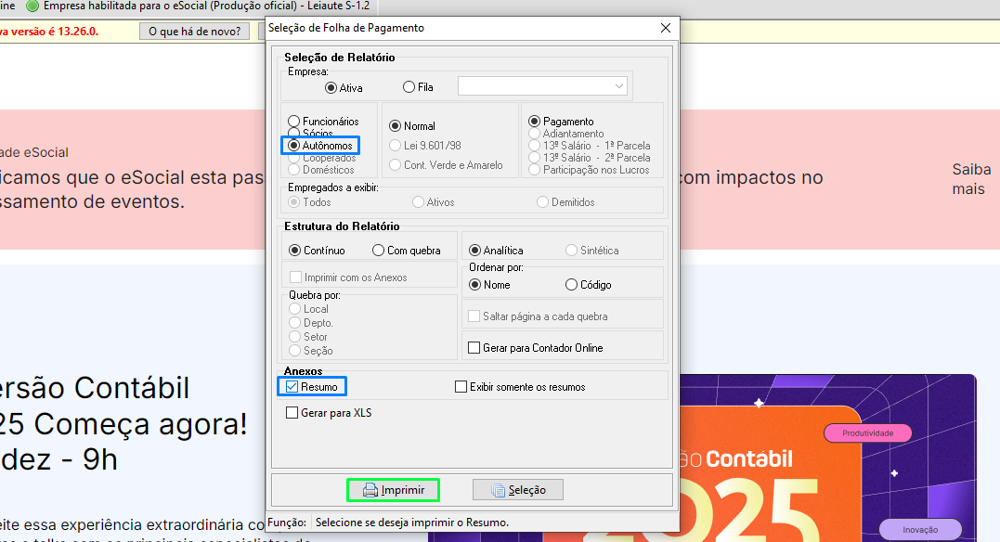 ine Empresa habilitada para o eSocial (Produção oficial) - Leiaute S-1.2
va versão é 13.26.0. O que há de novo?
Seleção de Folha de Pagamento
Seleção de Relatório
Empresa:
Ativa Fila
Funcionários
Sócios
Autônomos
Cooperados
Domésticos
Normal
Lei 9.601/98
Cont. Verde e Amarelo
Pagamento
Adiantamento
13º Salário - 1ª Parcela
13º Salário - 2ª Parcela
Participação nos Lucros
Empregados a exibir:
Todos Ativos Demitidos
Estrutura do Relatório
Contínuo Com quebra
Analítica Sintética
Imprimir com os Anexos
Ordenar por:
Nome Código
Quebra por:
Local
Depto.
Setor
Seção
Saltar página a cada quebra
Gerar para Contador Online
Anexos
Resumo Exibir somente os resumos
Gerar para XLS
Imprimir Seleção
Função: Selecione se deseja imprimir o Resumo.
ade eSocial
icamos que o eSocial esta pas
ssamento de eventos.
com impactos no
Saiba
mais
ersão Contábil
25 Começa agora!
dez - 9h
eite essa experiência extraordinária co
ão Contábil
025
Produtividade
Inovação